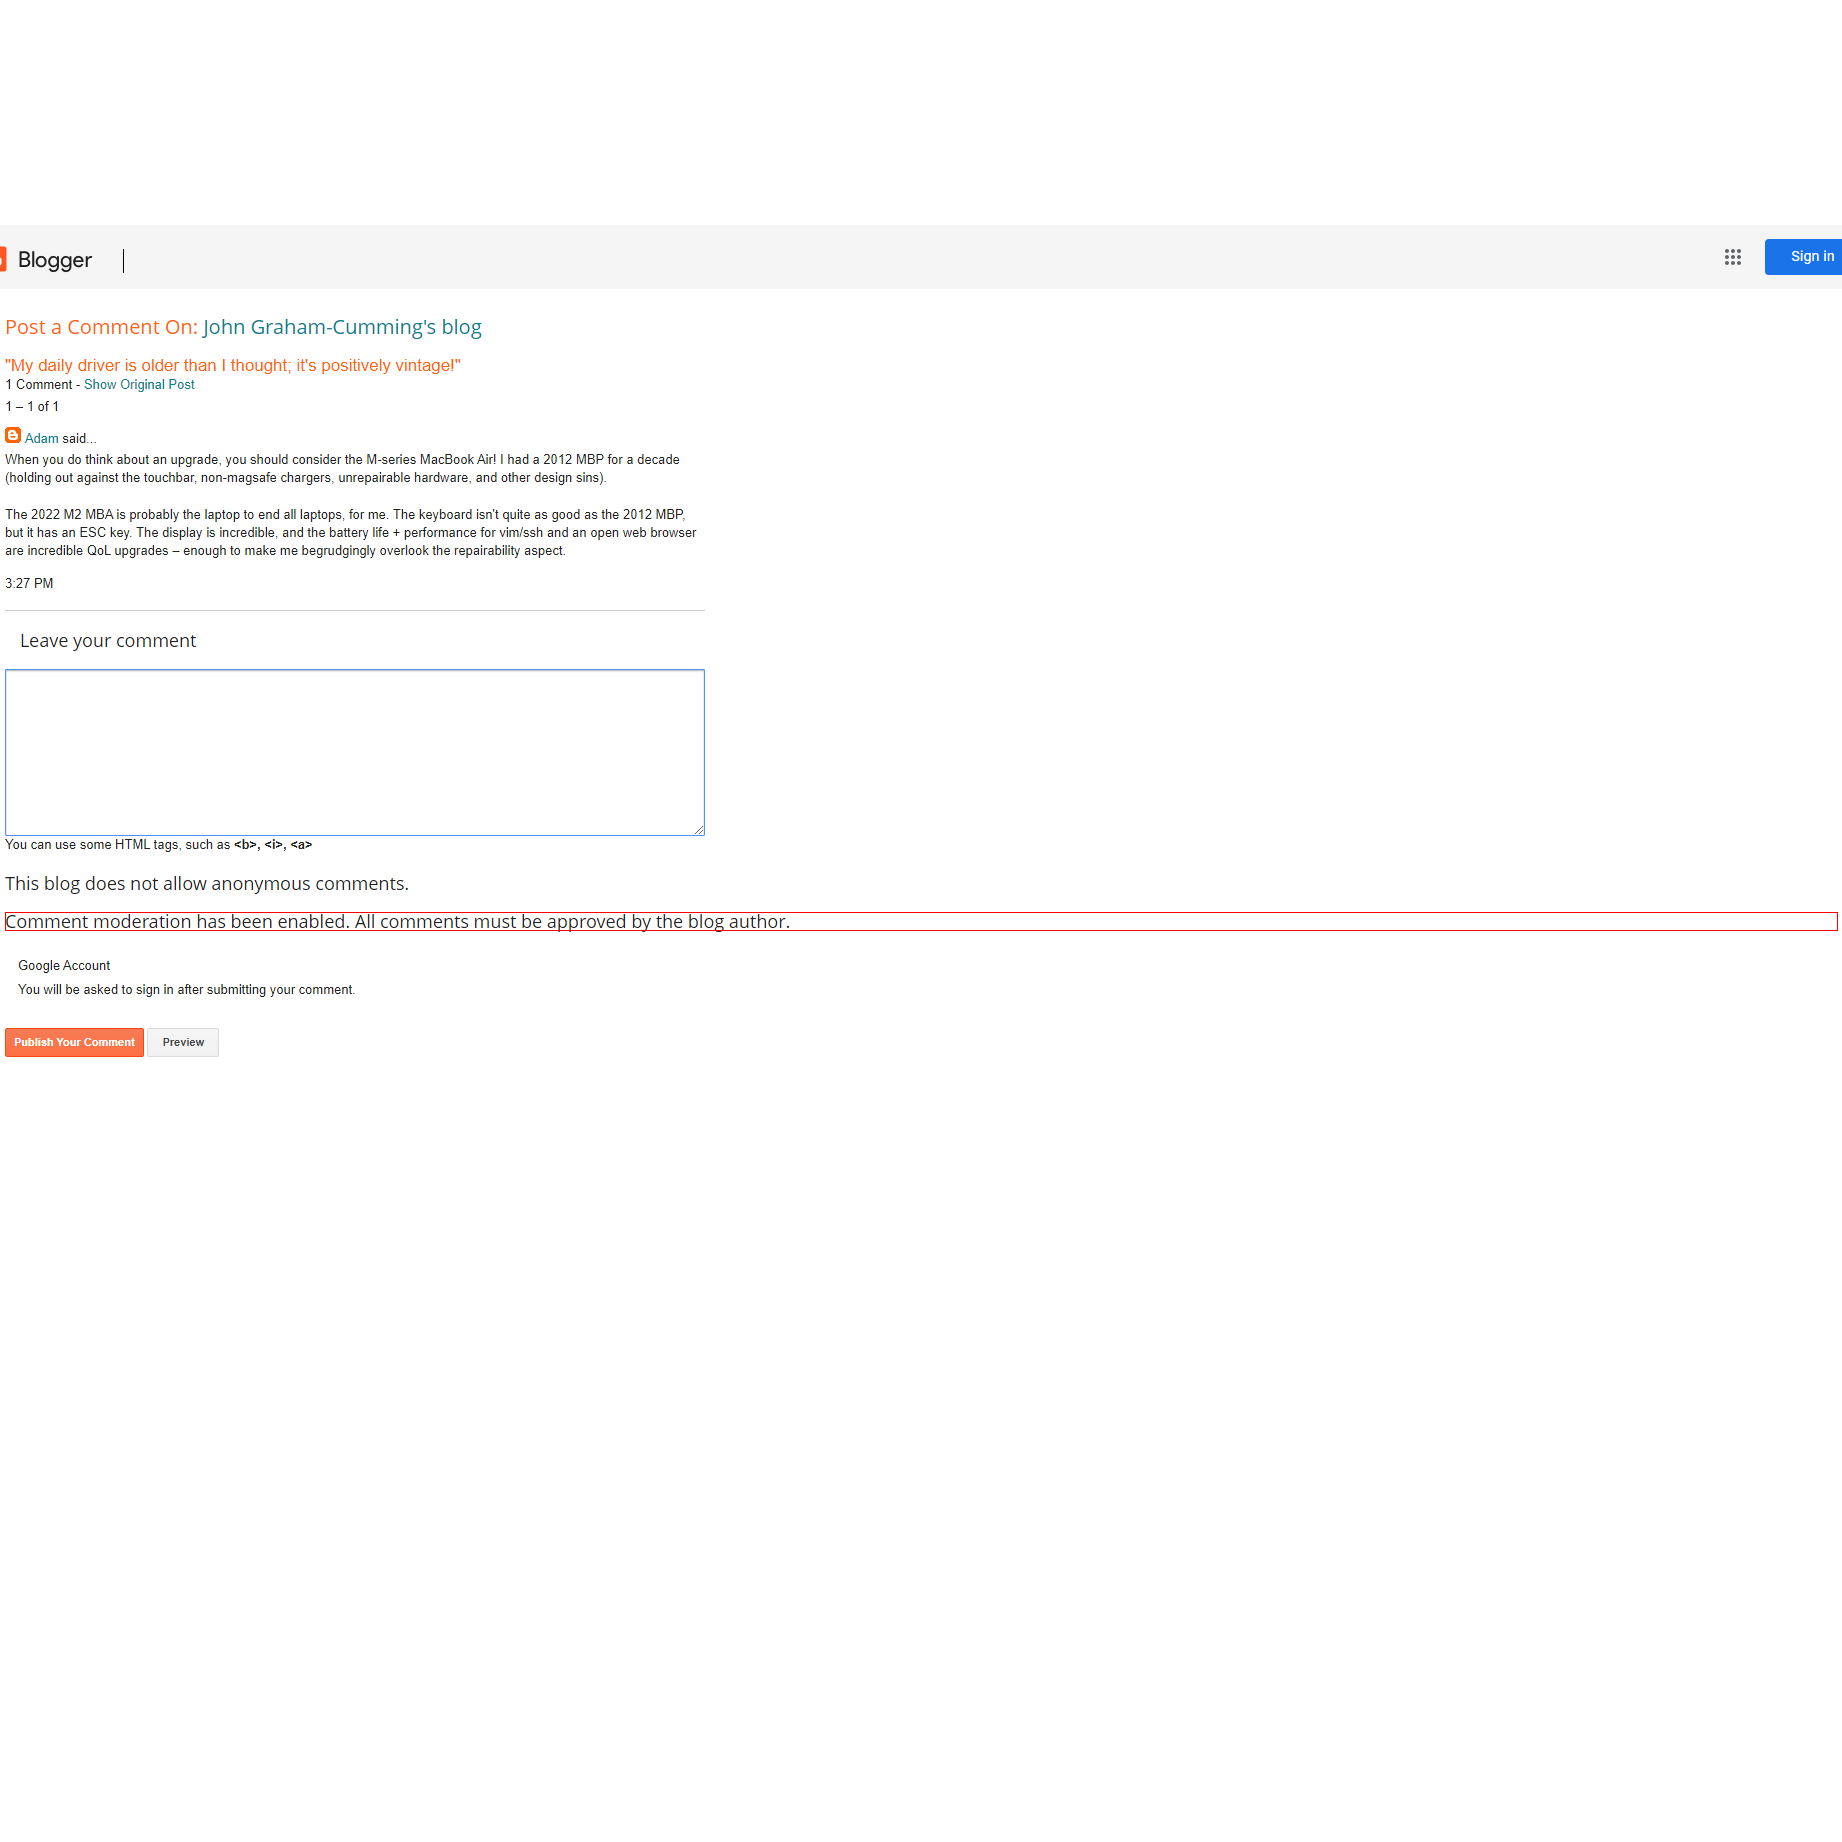 Blogger
Sign in
Post a Comment On: John Graham-Cumming's blog
"My daily driver is older than I thought; it's positively vintage!"
1 Comment - Show Original Post
1 – 1 of 1
Adam said...
When you do think about an upgrade, you should consider the M-series MacBook Air! I had a 2012 MBP for a decade
(holding out against the touchbar, non-magsafe chargers, unrepairable hardware, and other design sins).
The 2022 M2 MBA is probably the laptop to end all laptops, for me. The keyboard isn't quite as good as the 2012 MBP,
but it has an ESC key. The display is incredible, and the battery life + performance for vim/ssh and an open web browser
are incredible QoL upgrades – enough to make me begrudgingly overlook the repairability aspect.
3:27 PM
Leave your comment
You can use some HTML tags, such as <b>, <i>, <a>
This blog does not allow anonymous comments.
Comment moderation has been enabled. All comments must be approved by the blog author.
Google Account
You will be asked to sign in after submitting your comment.
Publish Your Comment Preview